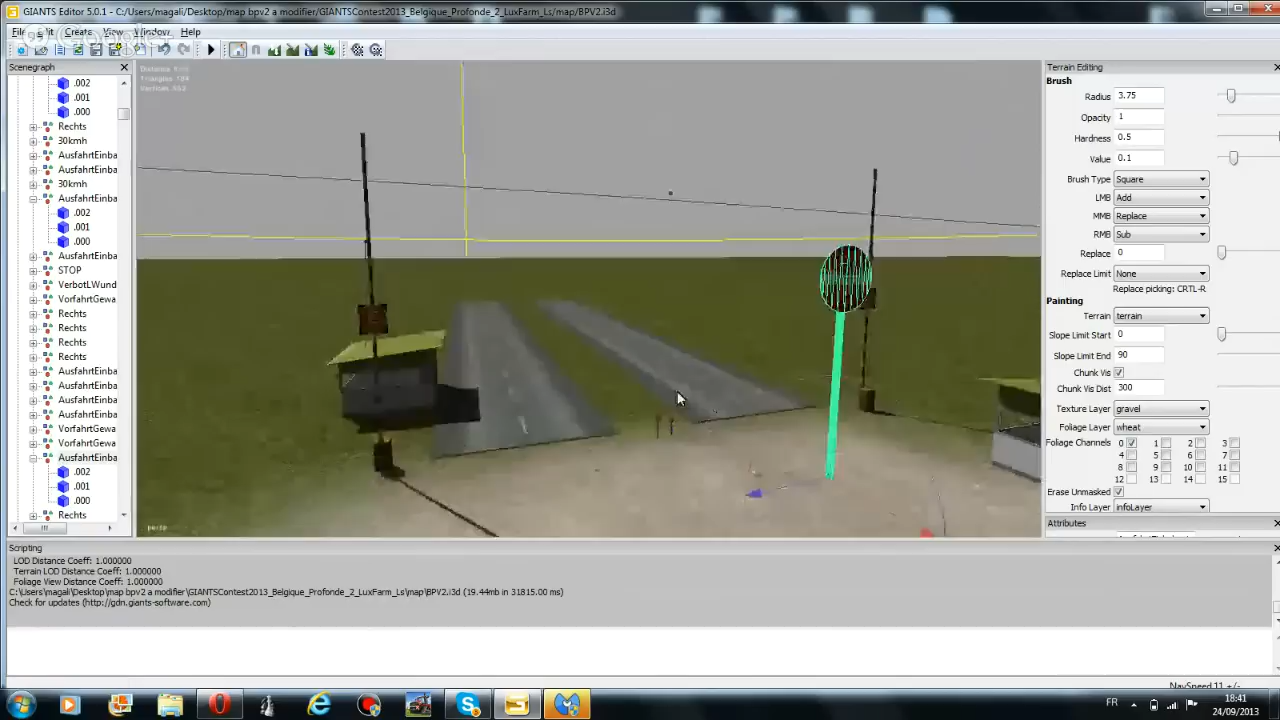 GIANTS Editor 5.0.1 - C:/Users/magali/Desktop/map bpv2 a modifier/GIANTSContest2013_Belgique_Profonde_2_LuxFarm_Ls/map/BPV2.i3d
File Edit Create View Window Help
Scenegraph
.002
.001
.000
Rechts
30kmh
AusfahrtEinba
AusfahrtEinba
30kmh
AusfahrtEinba
.002
.001
.000
AusfahrtEinba
STOP
VerbotLWund
VorfahrtGewa
Rechts
Rechts
Rechts
Rechts
AusfahrtEinba
AusfahrtEinba
AusfahrtEinba
AusfahrtEinba
VorfahrtGewa
VorfahrtGewa
AusfahrtEinba
.002
.001
.000
Rechts
persp
Terrain Editing
Brush
Radius 3.75
Opacity 1
Hardness 0.5
Value 0.1
Brush Type Square
LMB Add
MMB Replace
RMB Sub
Replace 0
Replace Limit None
Replace picking: CRTL-R
Painting
Terrain terrain
Slope Limit Start 0
Slope Limit End 90
Chunk Vis
Chunk Vis Dist 300
Texture Layer gravel
Foliage Layer wheat
Foliage Channels 0 1 2 3
4 5 6 7
8 9 10 11
12 13 14 15
Erase Unmasked
Info Layer infoLayer
Attributes
Scripting
LOD Distance Coeff: 1.000000
Terrain LOD Distance Coeff: 1.000000
Foliage View Distance Coeff: 1.000000
C:\Users\magali\Desktop\map bpv2 a modifier\GIANTSContest2013_Belgique_Profonde_2_LuxFarm_Ls\map\BPV2.i3d (19.44mb in 31815.00 ms)
Check for updates (http://gdn.giants-software.com)
NavSpeed 11 +/-
FR
18:41
24/09/2013